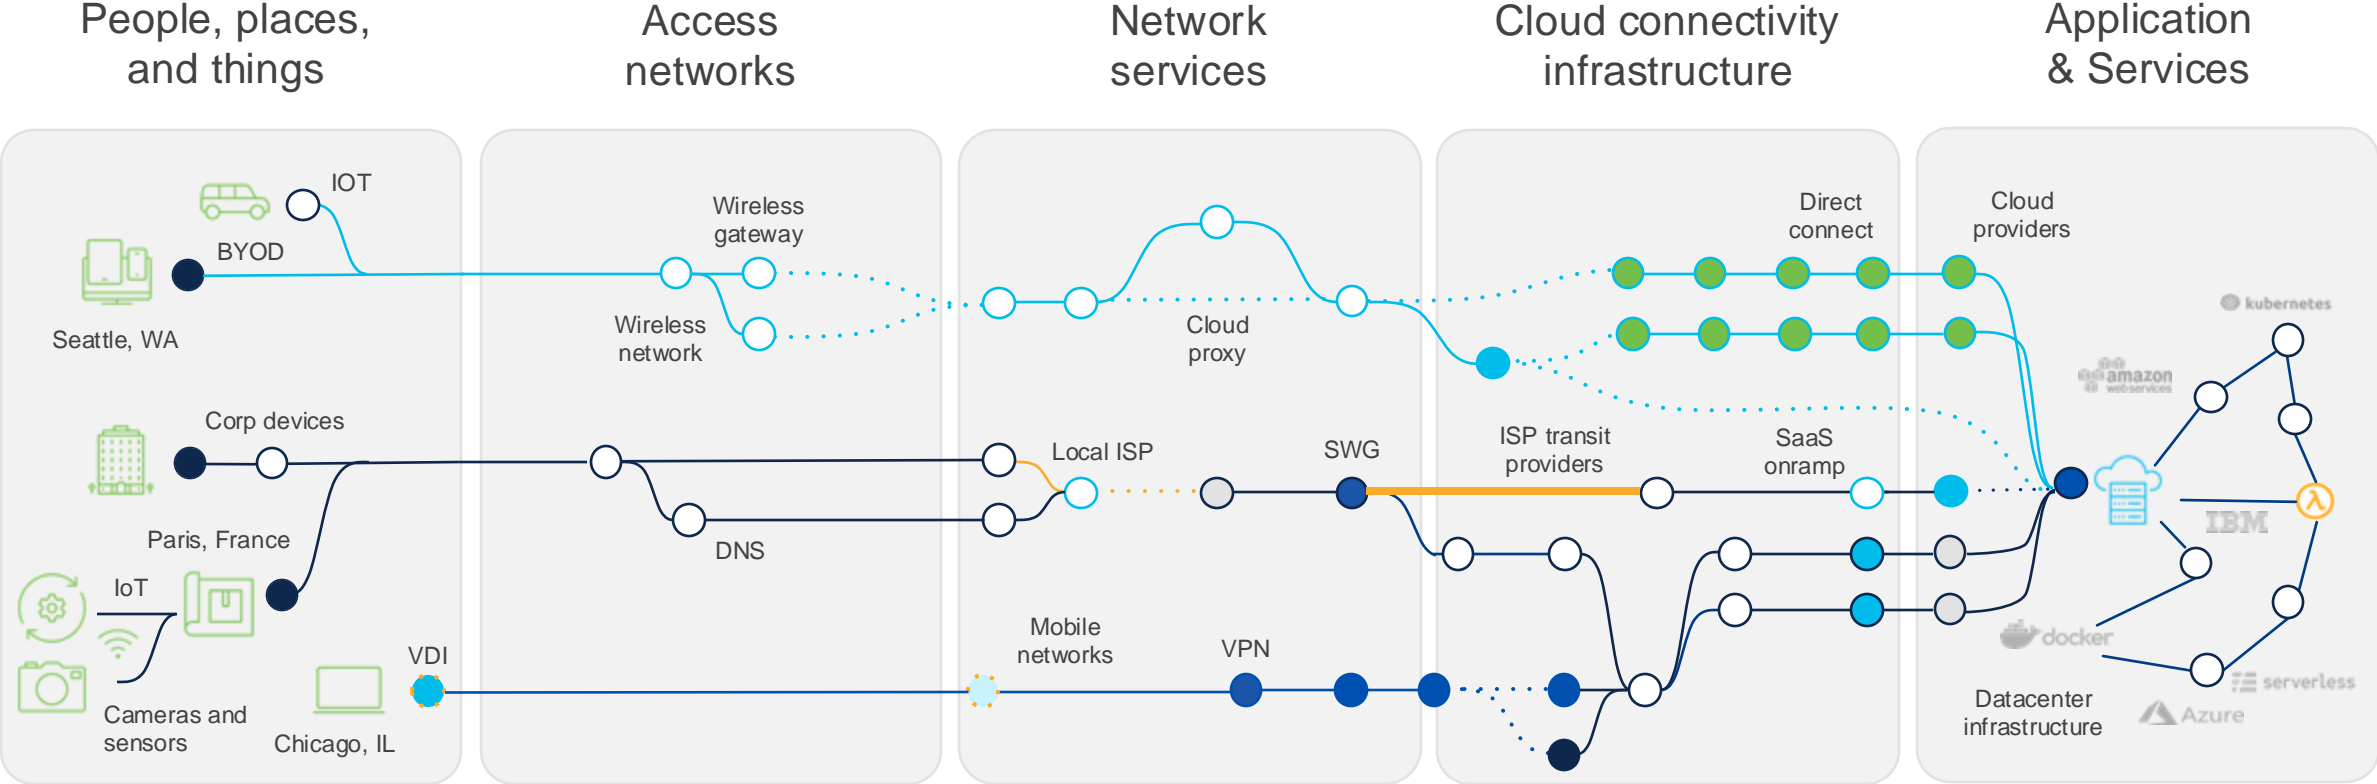 People, places,
and things
Access
networks
Network
services
Cloud connectivity
infrastructure
Application
& Services
IOT
BYOD
Seattle, WA
Corp devices
Paris, France
IoT
Cameras and
sensors
VDI
Chicago, IL
Wireless
gateway
Wireless
network
DNS
Cloud
proxy
Local ISP
SWG
Mobile
networks
VPN
Direct
connect
ISP transit
providers
SaaS
onramp
Cloud
providers
kubernetes
amazon
webservices
λ
IBM
docker
serverless
Azure
Datacenter
infrastructure